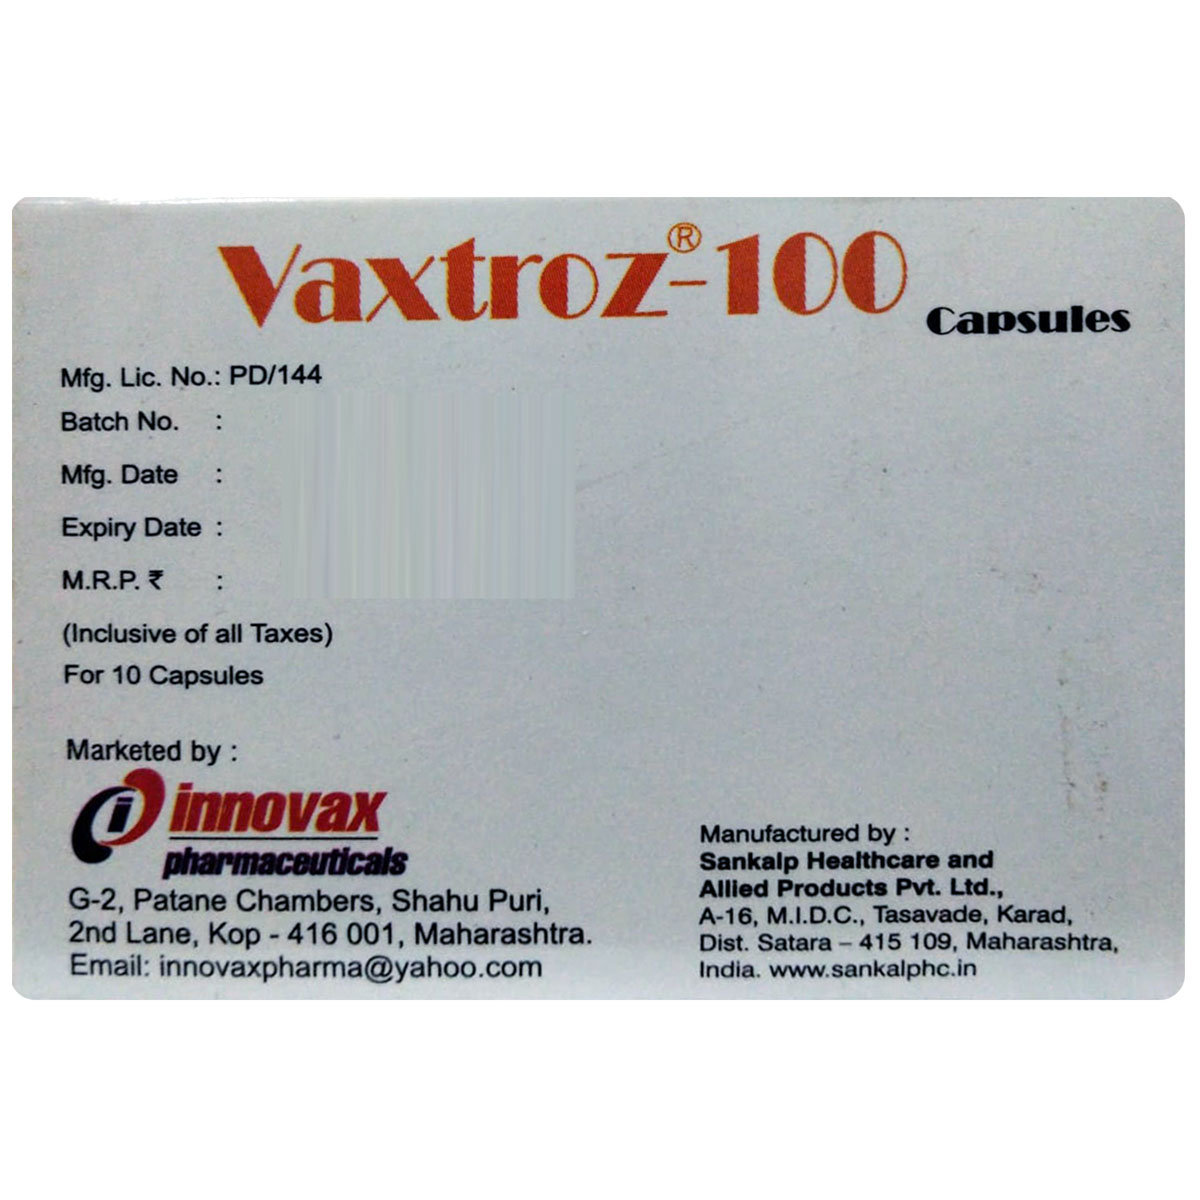 Vaxtroz®-100 Capsules
Mfg. Lic. No.: PD/144
Batch No. :
Mfg. Date :
Expiry Date :
M.R.P. ₹ :
(Inclusive of all Taxes)
For 10 Capsules
Marketed by :
i innovax
pharmaceuticals
G-2, Patane Chambers, Shahu Puri,
2nd Lane, Kop - 416 001, Maharashtra.
Email: innovaxpharma@yahoo.com
Manufactured by :
Sankalp Healthcare and
Allied Products Pvt. Ltd.,
A-16, M.I.D.C., Tasavade, Karad,
Dist. Satara – 415 109, Maharashtra,
India. www.sankalphc.in